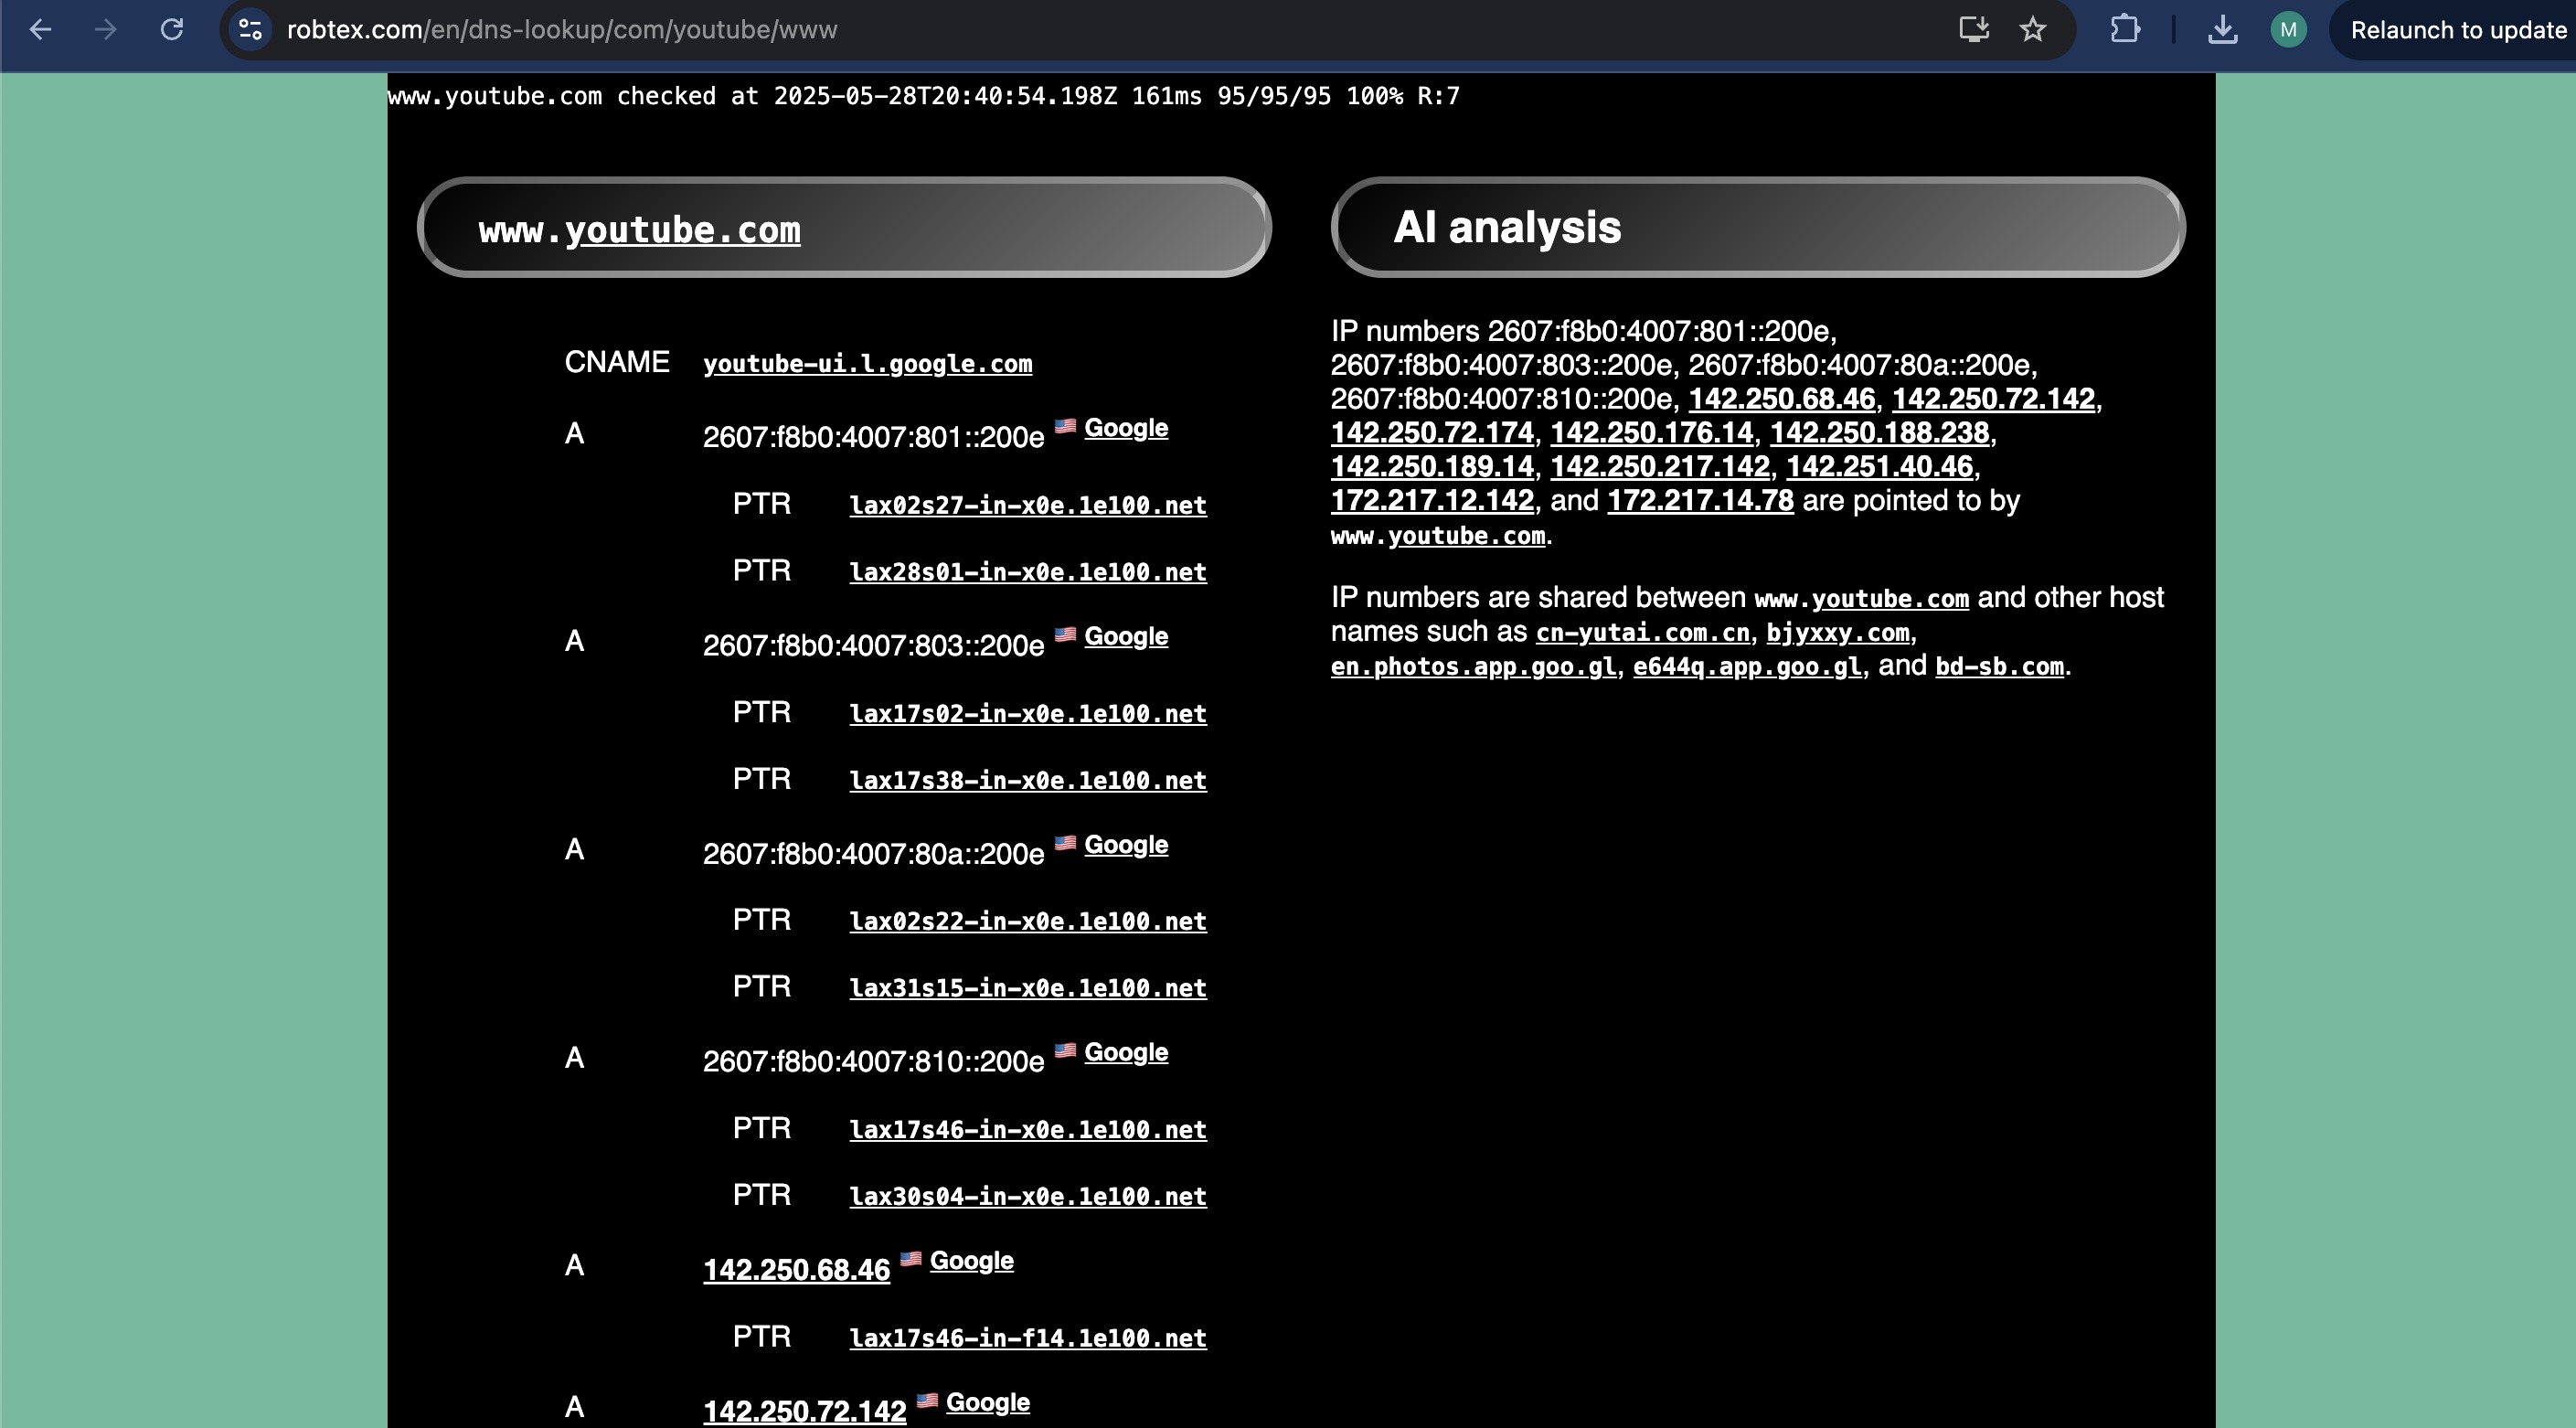 robtex.com/en/dns-lookup/com/youtube/www
M
Relaunch to update
www.youtube.com checked at 2025-05-28T20:40:54.198Z 161ms 95/95/95 100% R:7
www.youtube.com
CNAME youtube-ui.l.google.com
A 2607:f8b0:4007:801::200e Google
PTR lax02s27-in-x0e.1e100.net
PTR lax28s01-in-x0e.1e100.net
A 2607:f8b0:4007:803::200e Google
PTR lax17s02-in-x0e.1e100.net
PTR lax17s38-in-x0e.1e100.net
A 2607:f8b0:4007:80a::200e Google
PTR lax02s22-in-x0e.1e100.net
PTR lax31s15-in-x0e.1e100.net
A 2607:f8b0:4007:810::200e Google
PTR lax17s46-in-x0e.1e100.net
PTR lax30s04-in-x0e.1e100.net
A 142.250.68.46 Google
PTR lax17s46-in-f14.1e100.net
A 142.250.72.142 Google
AI analysis
IP numbers 2607:f8b0:4007:801::200e,
2607:f8b0:4007:803::200e, 2607:f8b0:4007:80a::200e,
2607:f8b0:4007:810::200e, 142.250.68.46, 142.250.72.142,
142.250.72.174, 142.250.176.14, 142.250.188.238,
142.250.189.14, 142.250.217.142, 142.251.40.46,
172.217.12.142, and 172.217.14.78 are pointed to by
www.youtube.com.
IP numbers are shared between www.youtube.com and other host
names such as cn-yutai.com.cn, bjyxxy.com,
en.photos.app.goo.gl, e644q.app.goo.gl, and bd-sb.com.